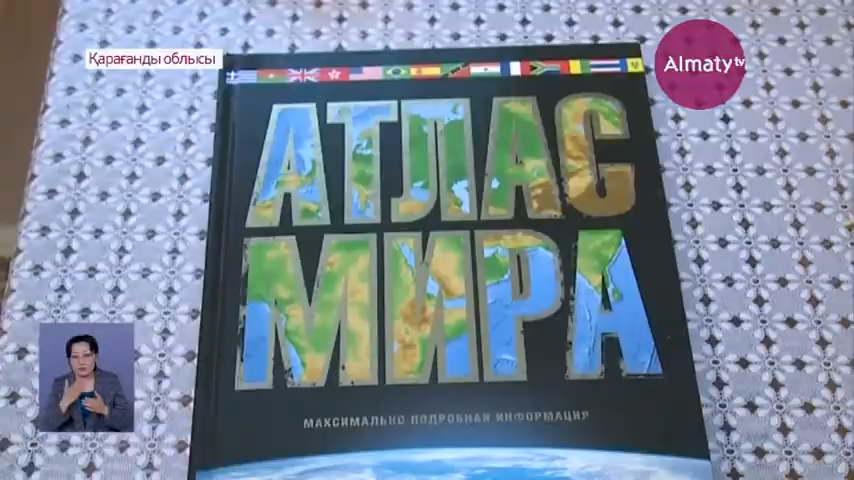 Қарағанды облысы
Almaty tv
АТЛАС
МИРА
МАКСИМАЛЬНО ПОДРОБНАЯ ИНФОРМАЦИЯ